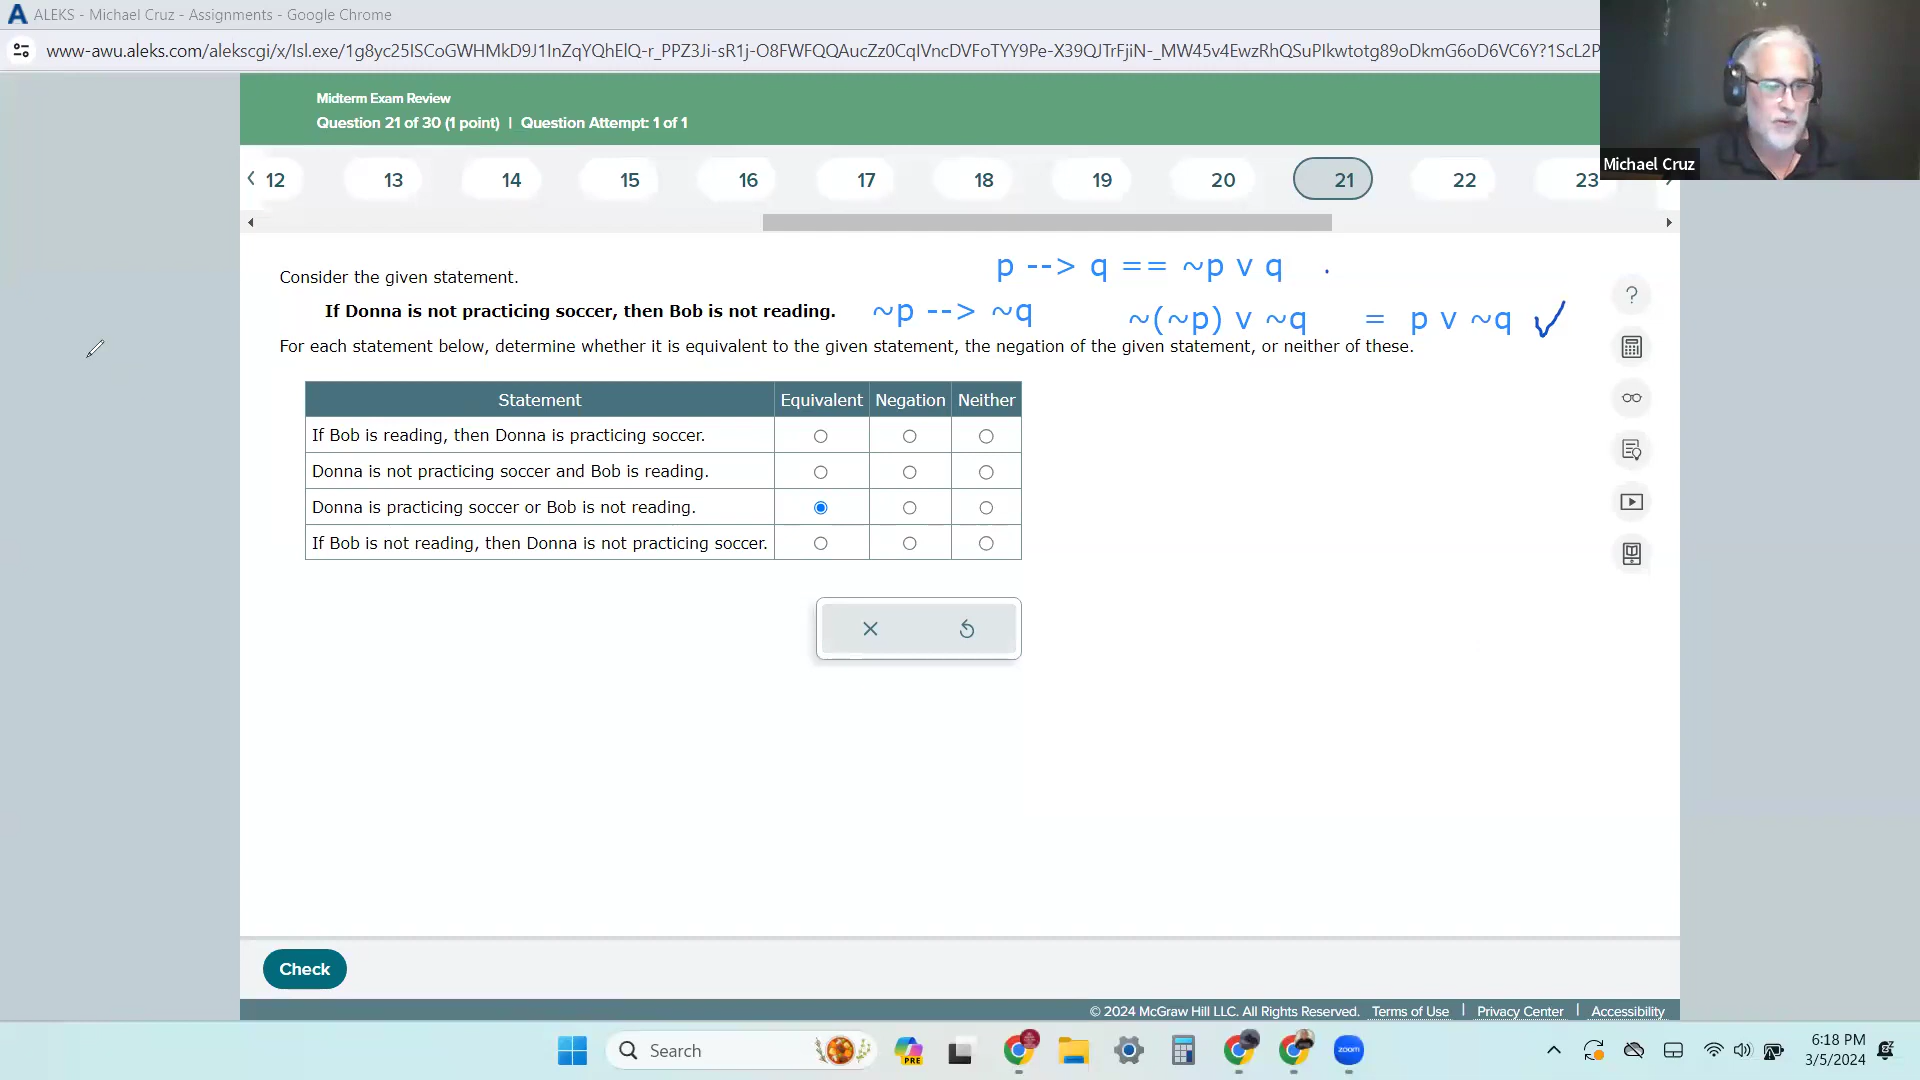 ALEKS - Michael Cruz - Assignments - Google Chrome
www-awu.aleks.com/alekscgi/x/Isl.exe/1g8yc25ISCoGWHMkD9J1InZqYQhElQ-r_PPZ3Ji-sR1j-O8FWFQQAucZz0CqIVncDVFoTYY9Pe-X39QJTrFjiN-_MW45v4EwzRhQSuPIkwtotg89oDkmG6oD6VC6Y?1ScL2P
Michael Cruz
Midterm Exam Review
Question 21 of 30 (1 point) | Question Attempt: 1 of 1
12 13 14 15 16 17 18 19 20 21 22 23
p --> q == ~p v q
Consider the given statement.
If Donna is not practicing soccer, then Bob is not reading. ~p --> ~q ~(~p) v ~q = p v ~q
For each statement below, determine whether it is equivalent to the given statement, the negation of the given statement, or neither of these.
Statement Equivalent Negation Neither
If Bob is reading, then Donna is practicing soccer.
Donna is not practicing soccer and Bob is reading.
Donna is practicing soccer or Bob is not reading.
If Bob is not reading, then Donna is not practicing soccer.
Check
© 2024 McGraw Hill LLC. All Rights Reserved. Terms of Use | Privacy Center | Accessibility
Search
PRE
zoom
6:18 PM
3/5/2024